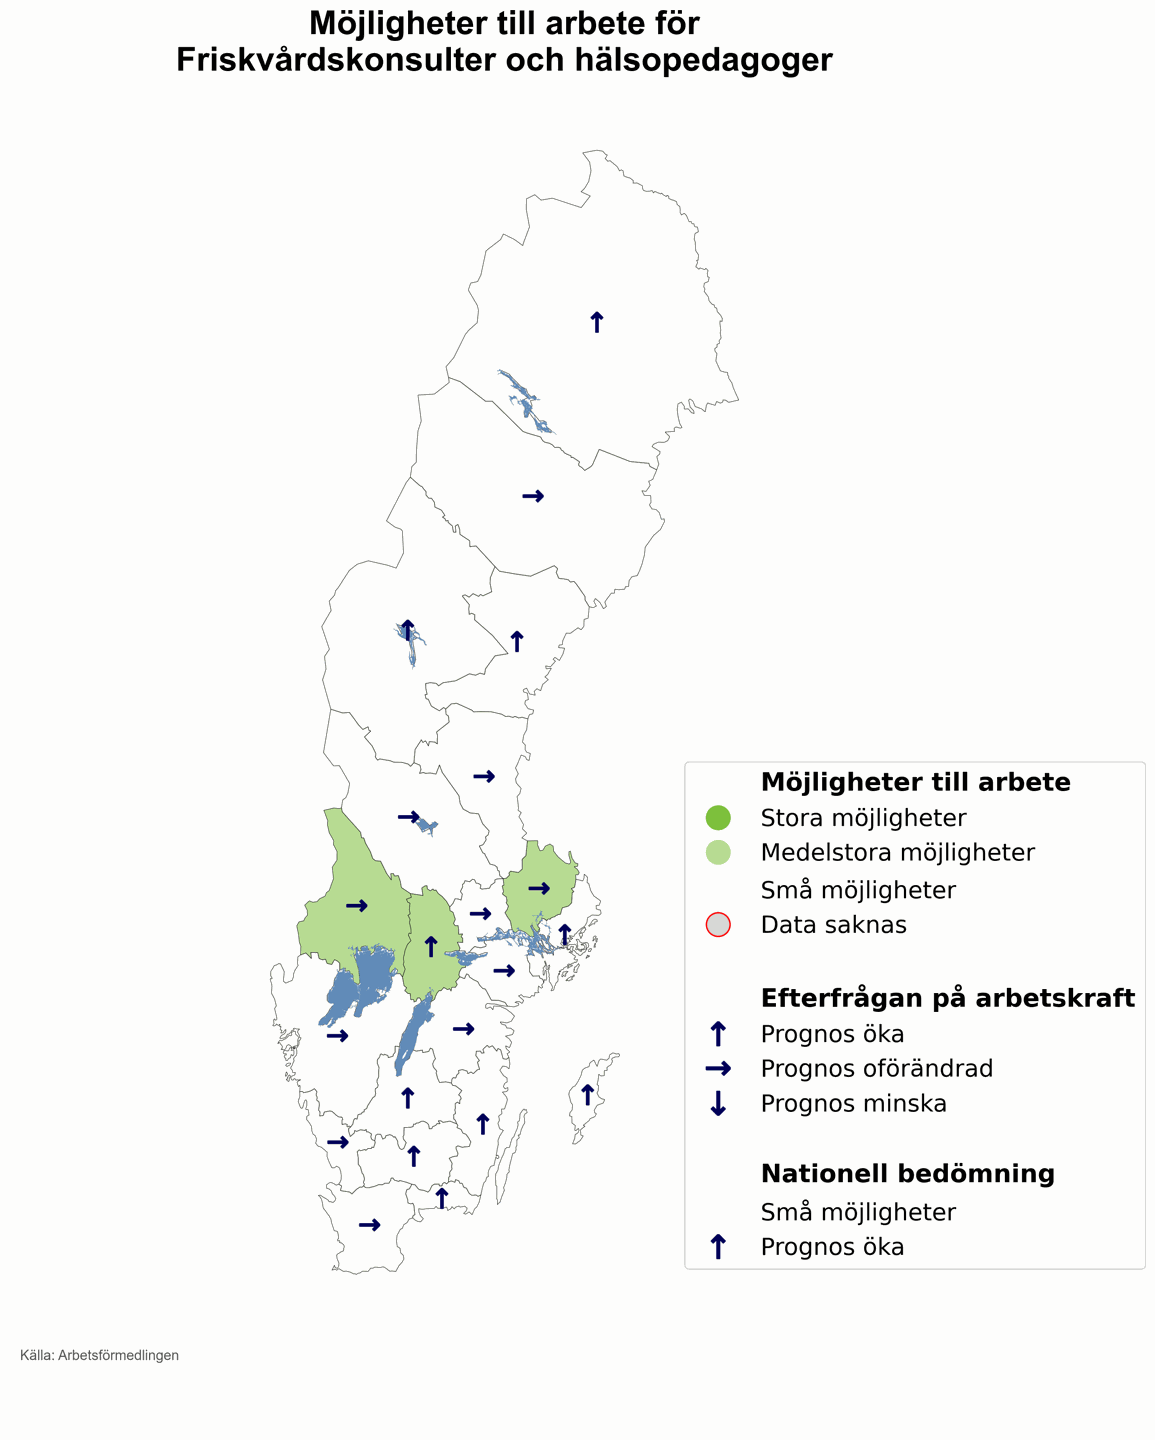 Möjligheter till arbete för
Friskvårdskonsulter och hälsopedagoger
Möjligheter till arbete
Stora möjligheter
Medelstora möjligheter
Små möjligheter
Data saknas
Efterfrågan på arbetskraft
Prognos öka
Prognos oförändrad
Prognos minska
Nationell bedömning
Små möjligheter
Prognos öka
Källa: Arbetsförmedlingen